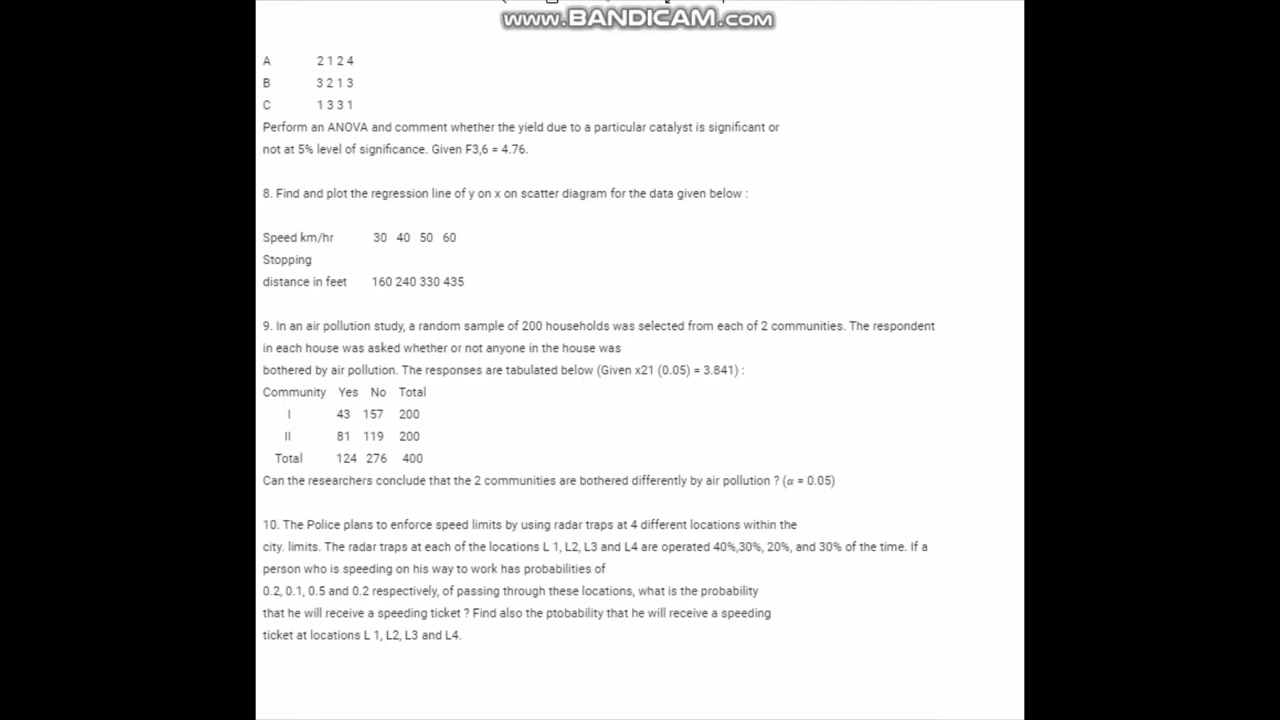 WWW.BANDICAM.COM
A 2 1 2 4
B 3 2 1 3
C 1 3 3 1
Perform an ANOVA and comment whether the yield due to a particular catalyst is significant or
not at 5% level of significance. Given F3,6 = 4.76.
8. Find and plot the regression line of y on x on scatter diagram for the data given below :
Speed km/hr 30 40 50 60
Stopping
distance in feet 160 240 330 435
9. In an air pollution study, a random sample of 200 households was selected from each of 2 communities. The respondent
in each house was asked whether or not anyone in the house was
bothered by air pollution. The responses are tabulated below (Given x21 (0.05) = 3.841) :
Community Yes No Total
I 43 157 200
II 81 119 200
Total 124 276 400
Can the researchers conclude that the 2 communities are bothered differently by air pollution ? (α = 0.05)
10. The Police plans to enforce speed limits by using radar traps at 4 different locations within the
city. limits. The radar traps at each of the locations L 1, L2, L3 and L4 are operated 40%,30%, 20%, and 30% of the time. If a
person who is speeding on his way to work has probabilities of
0.2, 0.1, 0.5 and 0.2 respectively, of passing through these locations, what is the probability
that he will receive a speeding ticket ? Find also the ptobability that he will receive a speeding
ticket at locations L 1, L2, L3 and L4.